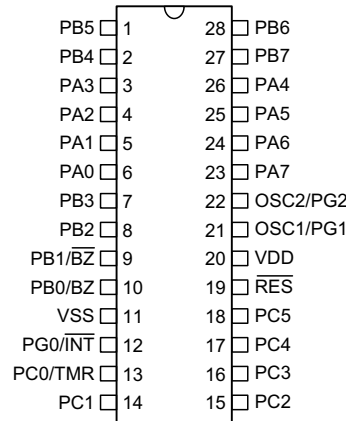 PB5 1 28 PB6
PB4 2 27 PB7
PA3 3 26 PA4
PA2 4 25 PA5
PA1 5 24 PA6
PA0 6 23 PA7
PB3 7 22 OSC2/PG2
PB2 8 21 OSC1/PG1
PB1/B̅Z̅ 9 20 VDD
PB0/BZ 10 19 R̅E̅S̅
VSS 11 18 PC5
PG0/I̅N̅T̅ 12 17 PC4
PC0/TMR 13 16 PC3
PC1 14 15 PC2